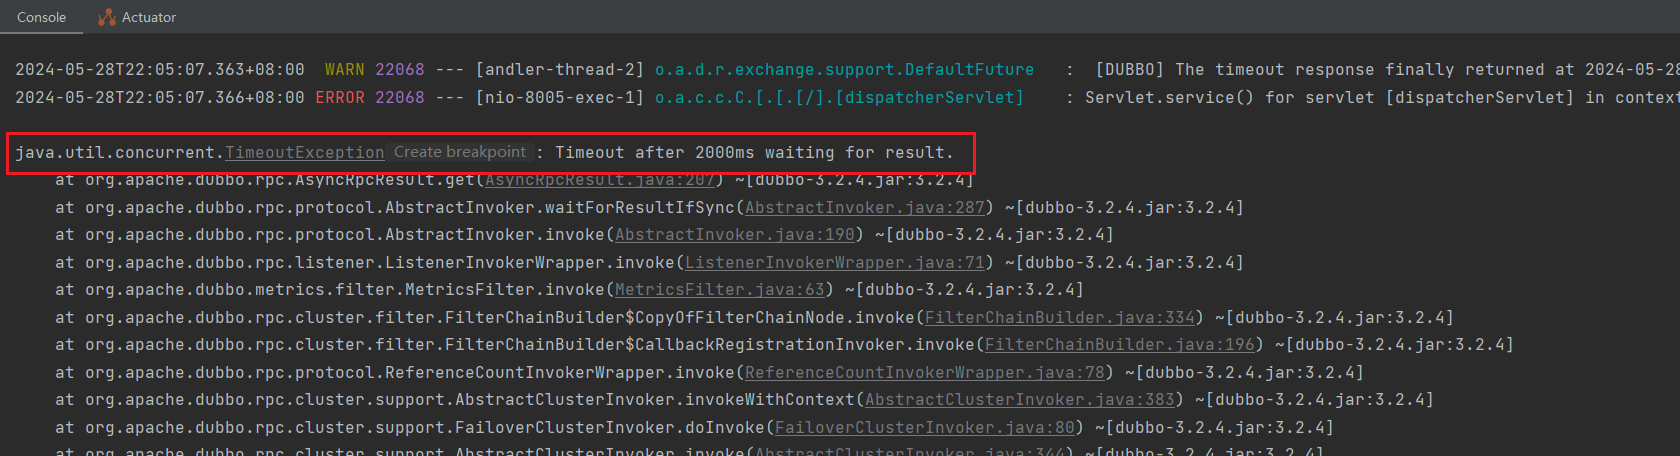 Console Actuator
2024-05-28T22:05:07.363+08:00  WARN 22068 --- [andler-thread-2] o.a.d.r.exchange.support.DefaultFuture   :  [DUBBO] The timeout response finally returned at 2024-05-28
2024-05-28T22:05:07.366+08:00 ERROR 22068 --- [nio-8005-exec-1] o.a.c.c.C.[.[.[/].[dispatcherServlet]    : Servlet.service() for servlet [dispatcherServlet] in context
java.util.concurrent.TimeoutException Create breakpoint : Timeout after 2000ms waiting for result.
at org.apache.dubbo.rpc.AsyncRpcResult.get(AsyncRpcResult.java:207) ~[dubbo-3.2.4.jar:3.2.4]
at org.apache.dubbo.rpc.protocol.AbstractInvoker.waitForResultIfSync(AbstractInvoker.java:287) ~[dubbo-3.2.4.jar:3.2.4]
at org.apache.dubbo.rpc.protocol.AbstractInvoker.invoke(AbstractInvoker.java:190) ~[dubbo-3.2.4.jar:3.2.4]
at org.apache.dubbo.rpc.listener.ListenerInvokerWrapper.invoke(ListenerInvokerWrapper.java:71) ~[dubbo-3.2.4.jar:3.2.4]
at org.apache.dubbo.metrics.filter.MetricsFilter.invoke(MetricsFilter.java:63) ~[dubbo-3.2.4.jar:3.2.4]
at org.apache.dubbo.rpc.cluster.filter.FilterChainBuilder$CopyOfFilterChainNode.invoke(FilterChainBuilder.java:334) ~[dubbo-3.2.4.jar:3.2.4]
at org.apache.dubbo.rpc.cluster.filter.FilterChainBuilder$CallbackRegistrationInvoker.invoke(FilterChainBuilder.java:196) ~[dubbo-3.2.4.jar:3.2.4]
at org.apache.dubbo.rpc.protocol.ReferenceCountInvokerWrapper.invoke(ReferenceCountInvokerWrapper.java:78) ~[dubbo-3.2.4.jar:3.2.4]
at org.apache.dubbo.rpc.cluster.support.AbstractClusterInvoker.invokeWithContext(AbstractClusterInvoker.java:383) ~[dubbo-3.2.4.jar:3.2.4]
at org.apache.dubbo.rpc.cluster.support.FailoverClusterInvoker.doInvoke(FailoverClusterInvoker.java:80) ~[dubbo-3.2.4.jar:3.2.4]
at org.apache.dubbo.rpc.cluster.support.AbstractClusterInvoker.invoke(AbstractClusterInvoker.java:344) ~[dubbo-3.2.4.jar:3.2.4]